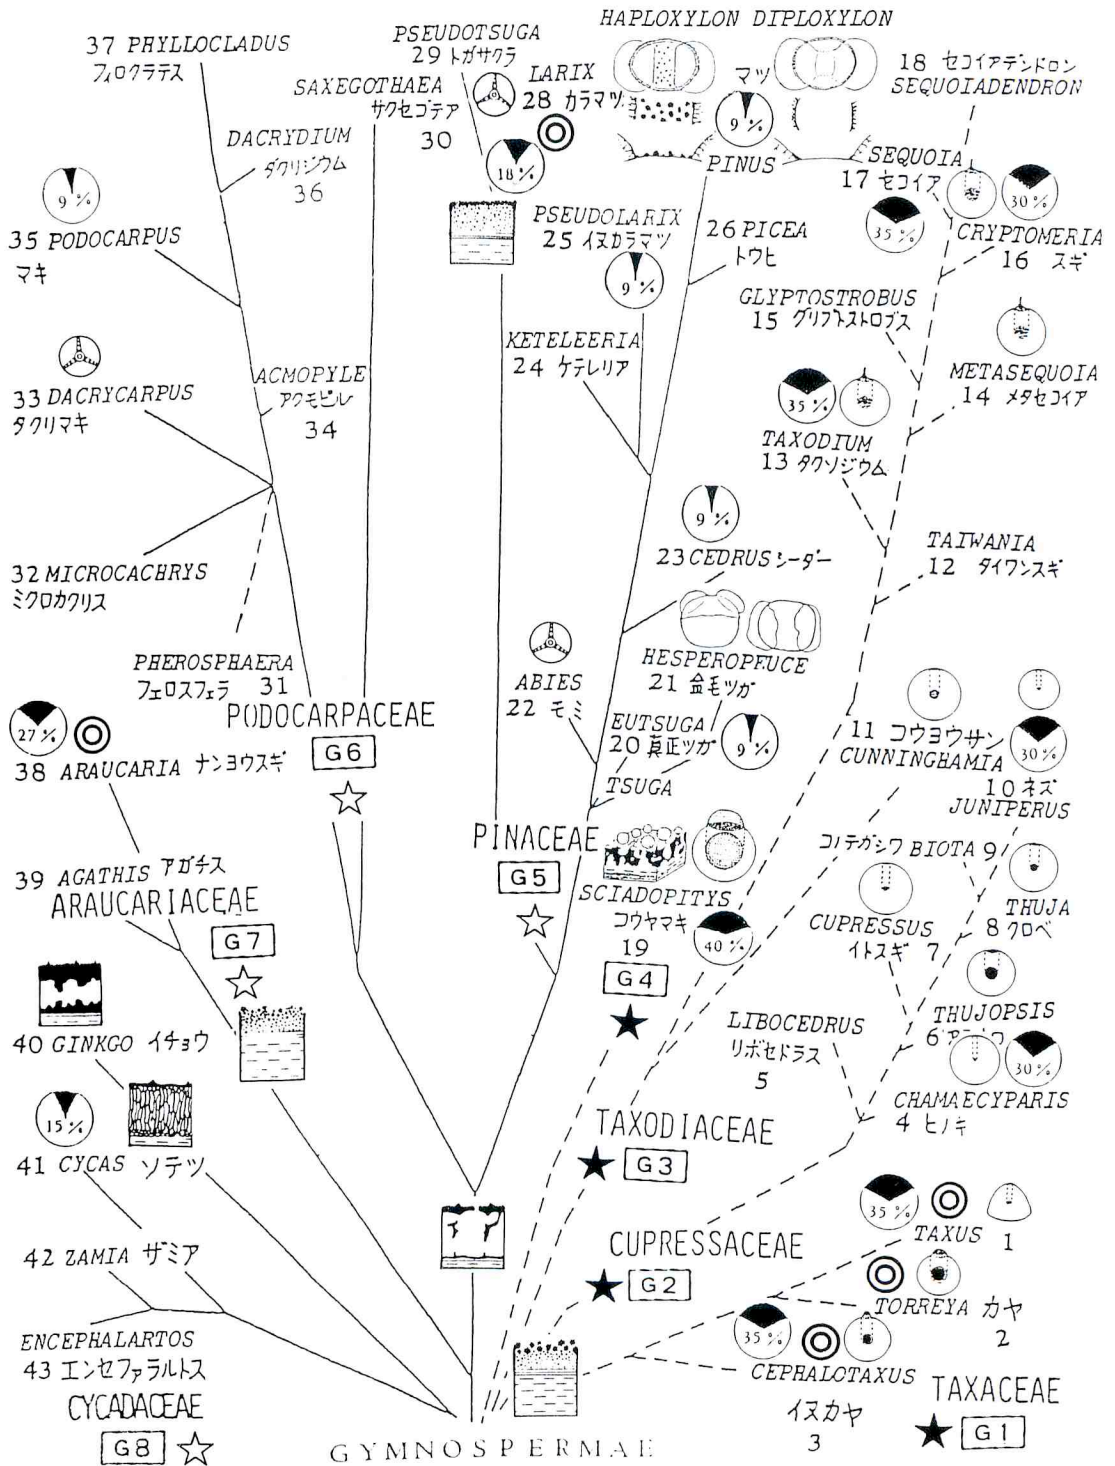 HAPLOXYLON DIPLOXYLON
37 PHYLLOCLADUS
フィロクラテス
PSEUDOTSUGA
29 トガサクラ
SAXEGOTHAEA
サクセゴテア
30
LARIX
28 カラマツ
マツ
9%
PINUS
18 セコイアデンドロン
SEQUOIADENDRON
DACRYDIUM
ダクリジウム
36
18%
SEQUOIA
17 セコイア
35%
30%
CRYPTOMERIA
16 スギ
9%
35 PODOCARPUS
マキ
PSEUDOLARIX
25 イヌカラマツ
9%
26 PICEA
トウヒ
GLYPTOSTROBUS
15 グリプトストロブス
KETELEERIA
24 ケテレリア
METASEQUOIA
14 メタセコイア
33 DACRYCARPUS
タクリマキ
ACMOPYLE
アクモピル
34
35%
TAXODIUM
13 タクソジウム
9%
23 CEDRUS シーダー
TAIWANIA
12 タイワンスギ
32 MICROCACHRYS
ミクロカクリス
PHEROSPHAERA
フェロスフェラ 31
HESPEROPEUCE
21 金毛ツガ
ABIES
22 モミ
PODOCARPACEAE
G6
EUTSUGA
20 真正ツガ
9%
TSUGA
11 コウヨウサン
CUNNINGHAMIA
30%
10 ネズ
JUNIPERUS
27%
38 ARAUCARIA ナンヨウスギ
PINACEAE
G5
コノテガシワ BIOTA 9
39 AGATHIS アガチス
ARAUCARIACEAE
G7
SCIADOPITYS
コウヤマキ
19
40%
G4
CUPRESSUS
イトスギ 7
THUJA
8 クロベ
THUJOPSIS
6
LIBOCEDRUS
リボセドラス
5
30%
CHAMAECYPARIS
4 ヒノキ
40 GINKGO イチョウ
15%
41 CYCAS ソテツ
TAXODIACEAE
G3
35%
TAXUS
1
CUPRESSACEAE
G2
TORREYA カヤ
2
42 ZAMIA ザミア
35%
CEPHALOTAXUS
イヌカヤ
3
TAXACEAE
G1
ENCEPHALARTOS
43 エンセファラルトス
CYCADACEAE
G8
GYMNOSPERMAE